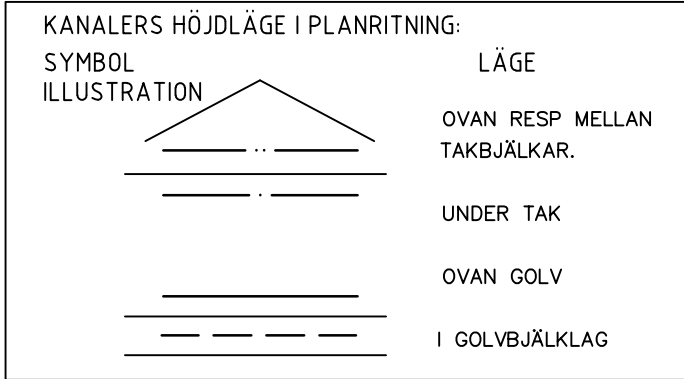 KANALERS HÖJDLÄGE I PLANRITNING:
SYMBOL
ILLUSTRATION
LÄGE
OVAN RESP MELLAN
TAKBJÄLKAR.
UNDER TAK
OVAN GOLV
I GOLVBJÄLKLAG